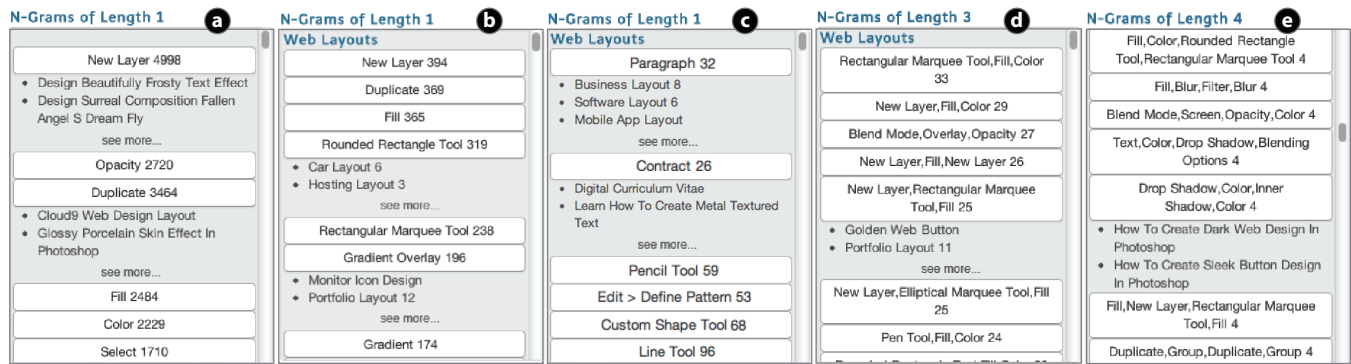 N-Grams of Length 1
a
New Layer 4998
Design Beautifully Frosty Text Effect
Design Surreal Composition Fallen
Angel S Dream Fly
see more...
Opacity 2720
Duplicate 3464
Cloud9 Web Design Layout
Glossy Porcelain Skin Effect In
Photoshop
see more...
Fill 2484
Color 2229
Select 1710
N-Grams of Length 1
b
Web Layouts
New Layer 394
Duplicate 369
Fill 365
Rounded Rectangle Tool 319
Car Layout 6
Hosting Layout 3
see more...
Rectangular Marquee Tool 238
Gradient Overlay 196
Monitor Icon Design
Portfolio Layout 12
see more...
Gradient 174
N-Grams of Length 1
c
Web Layouts
Paragraph 32
Business Layout 8
Software Layout 6
Mobile App Layout
see more...
Contract 26
Digital Curriculum Vitae
Learn How To Create Metal Textured
Text
see more...
Pencil Tool 59
Edit > Define Pattern 53
Custom Shape Tool 68
Line Tool 96
N-Grams of Length 3
d
Web Layouts
Rectangular Marquee Tool,Fill,Color
33
New Layer,Fill,Color 29
Blend Mode,Overlay,Opacity 27
New Layer,Fill,New Layer 26
New Layer,Rectangular Marquee
Tool,Fill 25
Golden Web Button
Portfolio Layout 11
see more...
New Layer,Elliptical Marquee Tool,Fill
25
Pen Tool,Fill,Color 24
N-Grams of Length 4
e
Fill,Color,Rounded Rectangle
Tool,Rectangular Marquee Tool 4
Fill,Blur,Filter,Blur 4
Blend Mode,Screen,Opacity,Color 4
Text,Color,Drop Shadow,Blending
Options 4
Drop Shadow,Color,Inner
Shadow,Color 4
How To Create Dark Web Design In
Photoshop
How To Create Sleek Button Design
In Photoshop
Fill,New Layer,Rectangular Marquee
Tool,Fill 4
Duplicate,Group,Duplicate,Group 4